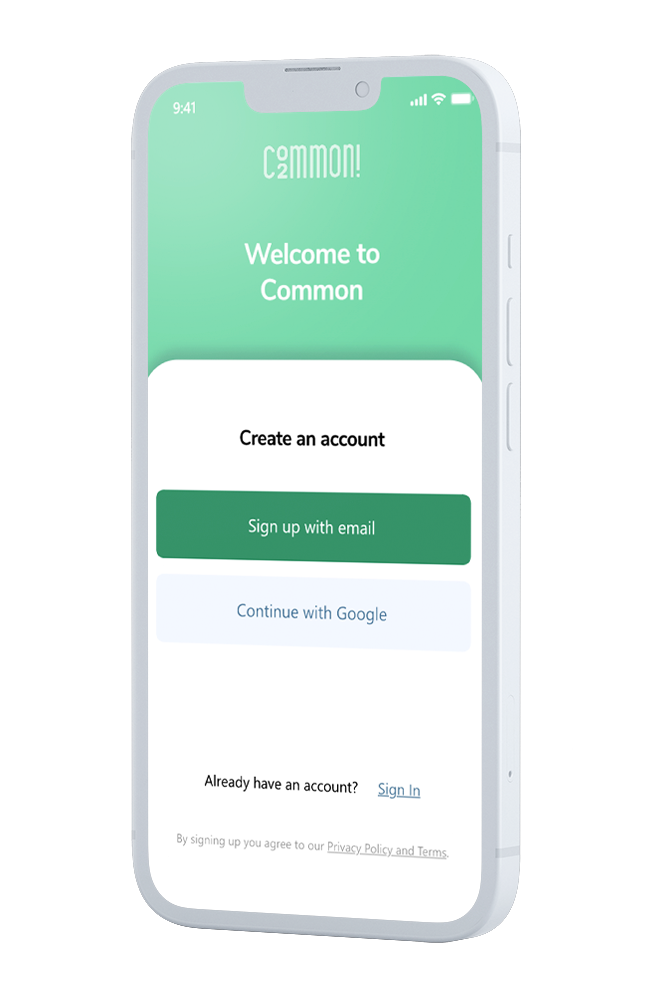 9:41
CO2MMON!
Welcome to
Common
Create an account
Sign up with email
Continue with Google
Already have an account? Sign In
By signing up you agree to our Privacy Policy and Terms.